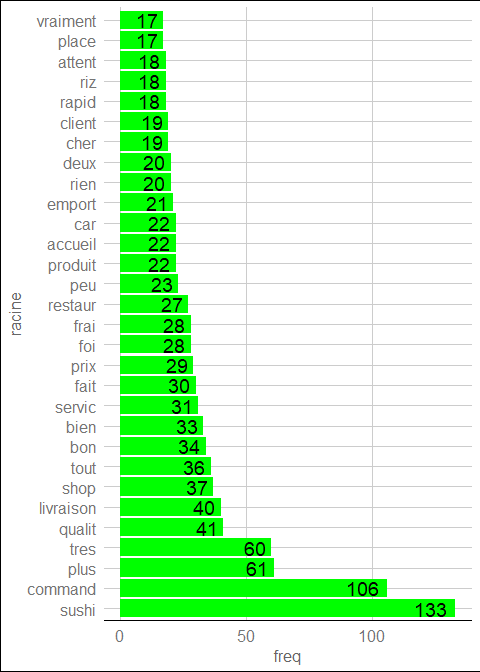 vraiment 17
place 17
attent 18
riz 18
rapid 18
client 19
cher 19
deux 20
rien 20
emport 21
car 22
accueil 22
produit 22
peu 23
restaur 27
frai 28
foi 28
prix 29
fait 30
servic 31
bien 33
bon 34
tout 36
shop 37
livraison 40
qualit 41
tres 60
plus 61
command 106
sushi 133
racine
0 50 100
freq